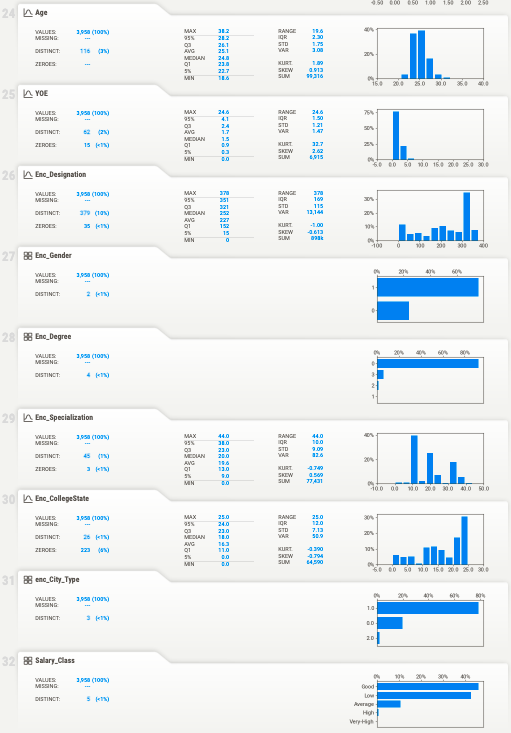 -0.50 0.00 0.50 1.00 1.50 2.00 2.50
24 Age
VALUES: 3,958 (100%)
MISSING: ---
DISTINCT: 116 (3%)
ZEROES: ---
MAX 38.2
95% 28.2
Q3 26.1
AVG 25.1
MEDIAN 24.8
Q1 23.8
5% 22.7
MIN 18.6
RANGE 19.6
IQR 2.30
STD 1.75
VAR 3.08
KURT. 1.89
SKEW 0.913
SUM 99,316
40%
20%
0%
15.0 20.0 25.0 30.0 35.0 40.0
25 YOE
VALUES: 3,958 (100%)
MISSING: ---
DISTINCT: 62 (2%)
ZEROES: 15 (<1%)
MAX 24.6
95% 4.1
Q3 2.4
AVG 1.7
MEDIAN 1.5
Q1 0.9
5% 0.3
MIN 0.0
RANGE 24.6
IQR 1.50
STD 1.21
VAR 1.47
KURT. 32.7
SKEW 2.62
SUM 6,915
75%
50%
25%
0%
-5.0 0.0 5.0 10.0 15.0 20.0 25.0 30.0
26 Enc_Designation
VALUES: 3,958 (100%)
MISSING: ---
DISTINCT: 379 (10%)
ZEROES: 35 (<1%)
MAX 378
95% 351
Q3 321
AVG 227
MEDIAN 252
Q1 152
5% 15
MIN 0
RANGE 378
IQR 169
STD 115
VAR 13,144
KURT. -1.00
SKEW -0.613
SUM 898k
30%
20%
10%
0%
-100 0 100 200 300 400
27 Enc_Gender
VALUES: 3,958 (100%)
MISSING: ---
DISTINCT: 2 (<1%)
0% 20% 40% 60%
1
0
28 Enc_Degree
VALUES: 3,958 (100%)
MISSING: ---
DISTINCT: 4 (<1%)
0% 20% 40% 60% 80%
0
3
2
1
29 Enc_Specialization
VALUES: 3,958 (100%)
MISSING: ---
DISTINCT: 45 (1%)
ZEROES: 3 (<1%)
MAX 44.0
95% 38.0
Q3 23.0
MEDIAN 20.0
AVG 19.6
Q1 13.0
5% 9.0
MIN 0.0
RANGE 44.0
IQR 10.0
STD 9.09
VAR 82.6
KURT. -0.749
SKEW 0.569
SUM 77,431
40%
20%
0%
-10.0 0.0 10.0 20.0 30.0 40.0 50.0
30 Enc_CollegeState
VALUES: 3,958 (100%)
MISSING: ---
DISTINCT: 26 (<1%)
ZEROES: 223 (6%)
MAX 25.0
95% 24.0
Q3 23.0
MEDIAN 18.0
AVG 16.3
Q1 11.0
5% 0.0
MIN 0.0
RANGE 25.0
IQR 12.0
STD 7.13
VAR 50.9
KURT. -0.390
SKEW -0.794
SUM 64,590
30%
20%
10%
0%
-5.0 0.0 5.0 10.0 15.0 20.0 25.0 30.0
31 enc_City_Type
VALUES: 3,958 (100%)
MISSING: ---
DISTINCT: 3 (<1%)
0% 20% 40% 60% 80%
1.0
0.0
2.0
32 Salary_Class
VALUES: 3,958 (100%)
MISSING: ---
DISTINCT: 5 (<1%)
0% 10% 20% 30% 40%
Good
Low
Average
High
Very-High